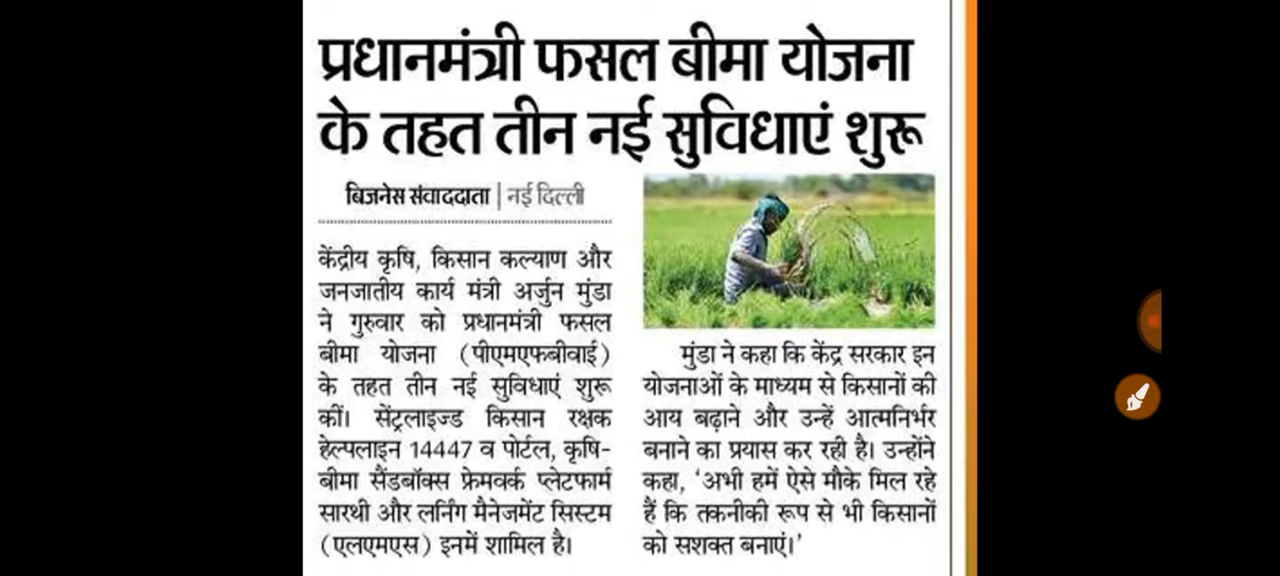 प्रधानमंत्री फसल बीमा योजना
के तहत तीन नई सुविधाएं शुरू
बिजनेस संवाददाता | नई दिल्ली
केंद्रीय कृषि, किसान कल्याण और
जनजातीय कार्य मंत्री अर्जुन मुंडा
ने गुरुवार को प्रधानमंत्री फसल
बीमा योजना (पीएमएफबीवाई)
के तहत तीन नई सुविधाएं शुरू
कीं। सेंट्रलाइज्ड किसान रक्षक
हेल्पलाइन 14447 व पोर्टल, कृषि-
बीमा सैंडबॉक्स फ्रेमवर्क प्लेटफार्म
सारथी और लर्निंग मैनेजमेंट सिस्टम
(एलएमएस) इनमें शामिल है।
मुंडा ने कहा कि केंद्र सरकार इन
योजनाओं के माध्यम से किसानों की
आय बढ़ाने और उन्हें आत्मनिर्भर
बनाने का प्रयास कर रही है। उन्होंने
कहा, ‘अभी हमें ऐसे मौके मिल रहे
हैं कि तकनीकी रूप से भी किसानों
को सशक्त बनाएं।’